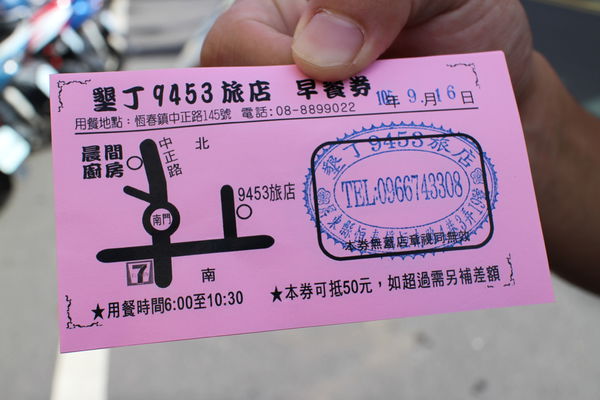 墾丁9453旅店 早餐券
年9月16日
用餐地點：恆春鎮中正路145號 電話：08-8899022
晨間廚房
中正路
北
南門
9453旅店
7
南
墾丁9453旅店
TEL:0966743308
本券無蓋店章視同無效
★用餐時間6:00至10:30
★本券可抵50元，如超過需另補差額